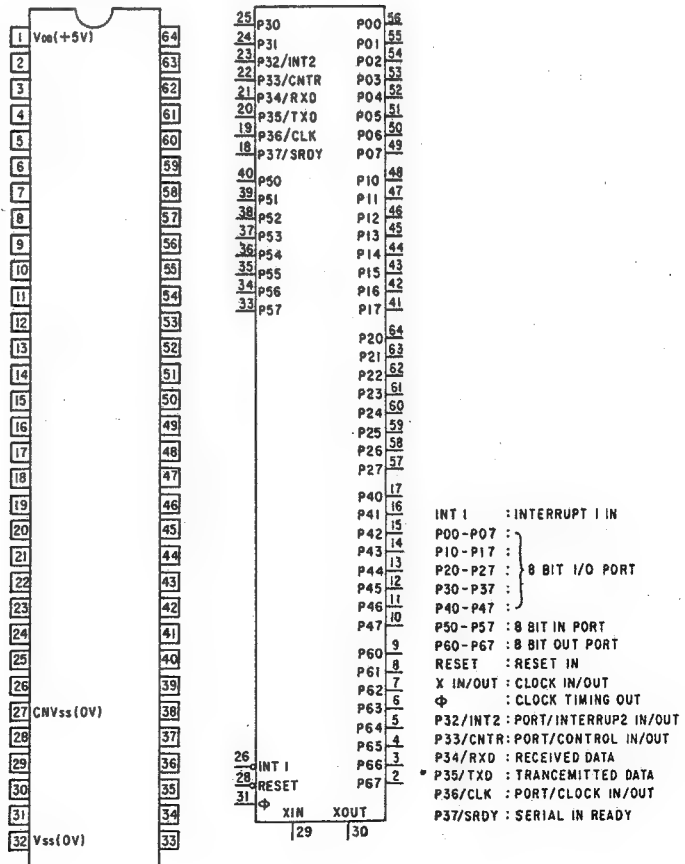 1 VDD(+5V) 64
2 63
3 62
4 61
5 60
6 59
7 58
8 57
9 56
10 55
11 54
12 53
13 52
14 51
15 50
16 49
17 48
18 47
19 46
20 45
21 44
22 43
23 42
24 41
25 40
26 39
27 CNVss(0V) 38
28 37
29 36
30 35
31 34
32 Vss(0V) 33
25 P30 P00 56
24 P31 P01 55
23 P32/INT2 P02 54
22 P33/CNTR P03 53
21 P34/RXD P04 52
20 P35/TXD P05 51
19 P36/CLK P06 50
18 P37/SRDY P07 49
40 P50 P10 48
39 P51 P11 47
38 P52 P12 46
37 P53 P13 45
36 P54 P14 44
35 P55 P15 43
34 P56 P16 42
33 P57 P17 41
P20 64
P21 63
P22 62
P23 61
P24 60
P25 59
P26 58
P27 57
P40 17
P41 16
P42 15
P43 14
P44 13
P45 12
P46 11
P47 10
P60 9
P61 8
P62 7
P63 6
P64 5
P65 4
26 INT 1 P66 3
28 RESET P67 2
31 Φ
XIN XOUT
29 30
INT 1 : INTERRUPT 1 IN
P00-P07 :
P10-P17 :
P20-P27 : 8 BIT I/O PORT
P30-P37 :
P40-P47 :
P50-P57 : 8 BIT IN PORT
P60-P67 : 8 BIT OUT PORT
RESET : RESET IN
X IN/OUT : CLOCK IN/OUT
Φ : CLOCK TIMING OUT
P32/INT2 : PORT/INTERRUP2 IN/OUT
P33/CNTR : PORT/CONTROL IN/OUT
P34/RXD : RECEIVED DATA
P35/TXD : TRANCEMITTED DATA
P36/CLK : PORT/CLOCK IN/OUT
P37/SRDY : SERIAL IN READY